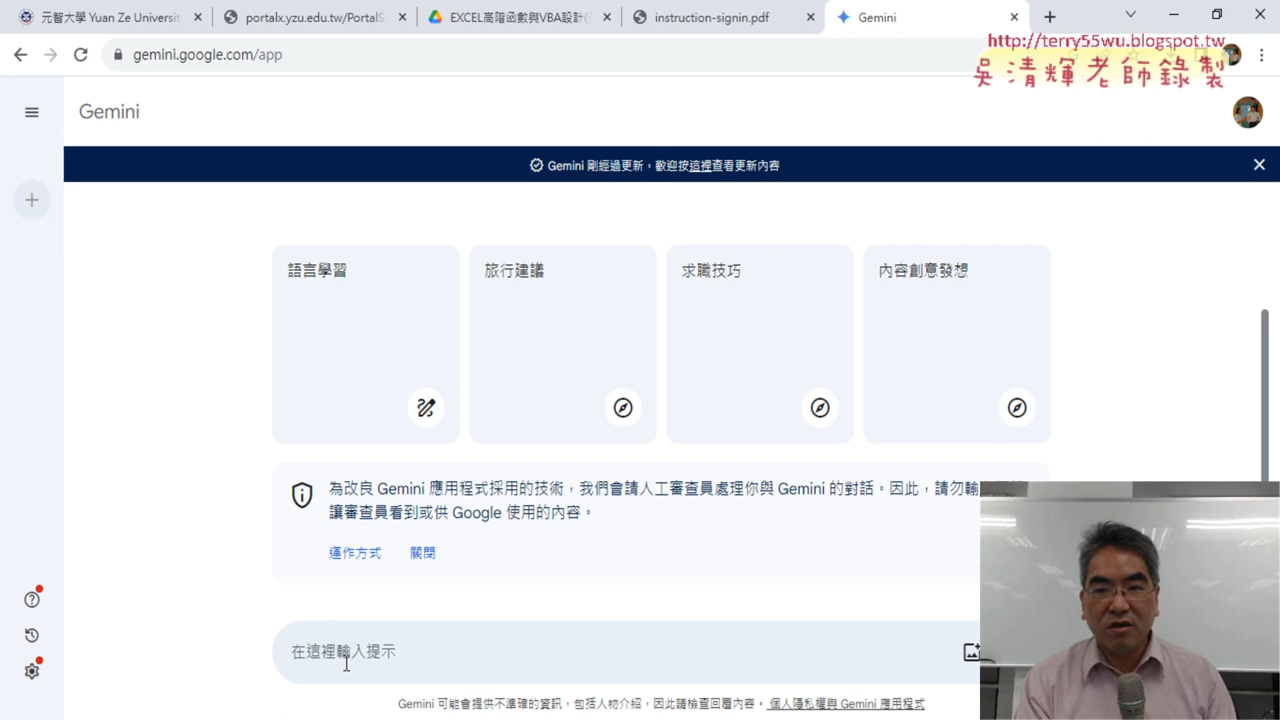 元智大學 Yuan Ze Universit
portalx.yzu.edu.tw/PortalS
EXCEL高階函數與VBA設計(
instruction-signin.pdf
Gemini
gemini.google.com/app
http://terry55wu.blogspot.tw
吳清輝老師錄製
Gemini
Gemini 剛經過更新，歡迎按這裡查看更新內容
語言學習
旅行建議
求職技巧
內容創意發想
為改良 Gemini 應用程式採用的技術，我們會請人工審查員處理你與 Gemini 的對話。因此，請勿輸
讓審查員看到或供 Google 使用的內容。
運作方式
關閉
在這裡輸入提示
Gemini 可能會提供不準確的資訊，包括人物介紹，因此請檢查回覆內容。個人隱私權與 Gemini 應用程式